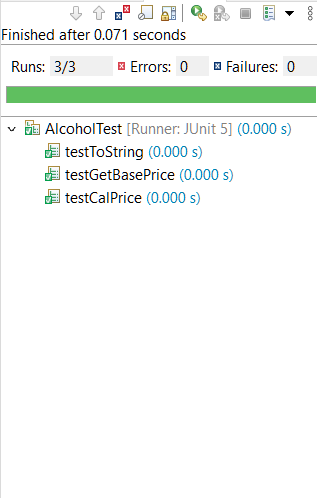 Finished after 0.071 seconds
Runs: 3/3 Errors: 0 Failures: 0
AlcoholTest [Runner: JUnit 5] (0.000 s)
testToString (0.000 s)
testGetBasePrice (0.000 s)
testCalPrice (0.000 s)